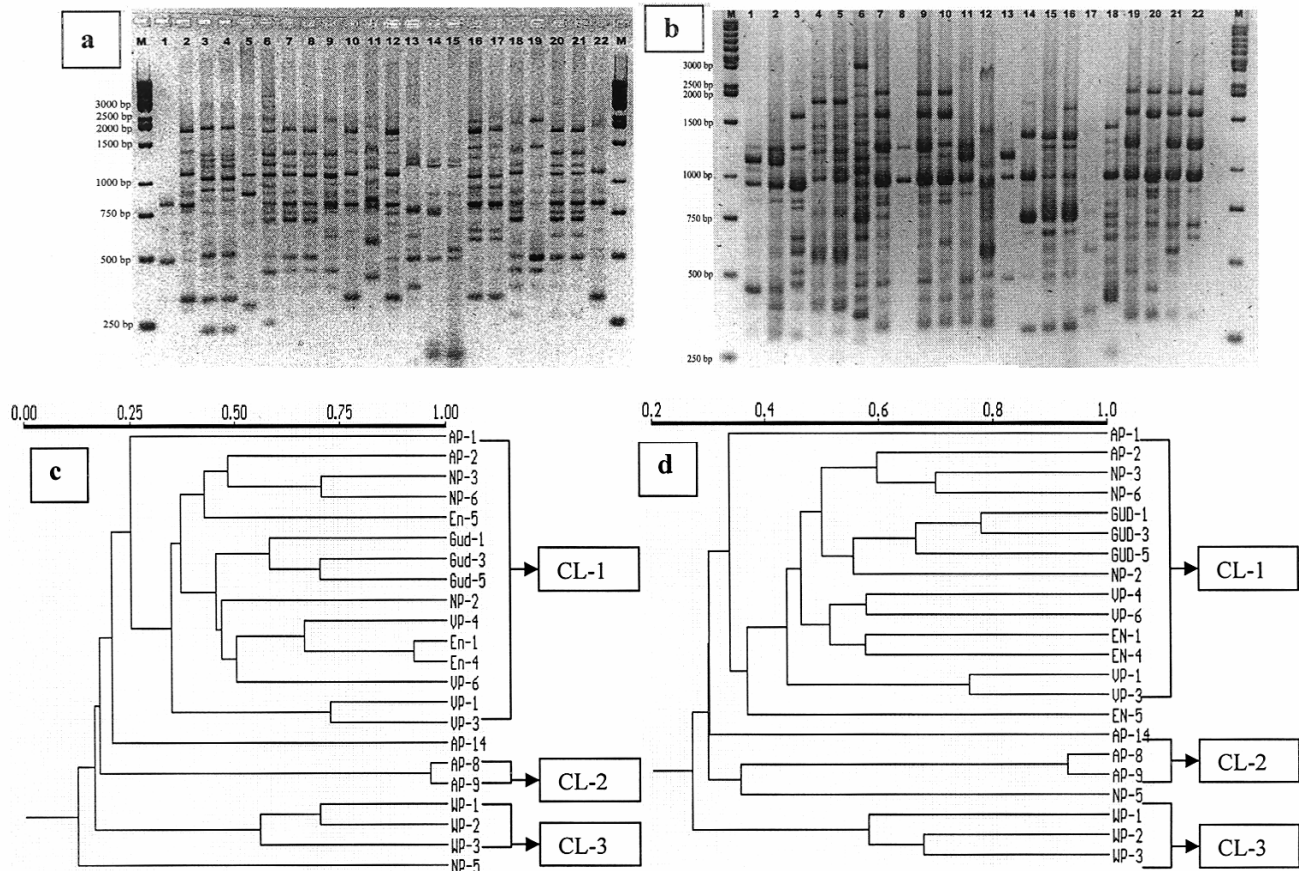 a
M 1 2 3 4 5 6 7 8 9 10 11 12 13 14 15 16 17 18 19 20 21 22 M
3000 bp
2500 bp
2000 bp
1500 bp
1000 bp
750 bp
500 bp
250 bp
b
M 1 2 3 4 5 6 7 8 9 10 11 12 13 14 15 16 17 18 19 20 21 22 M
3000 bp
2500 bp
2000 bp
1500 bp
1000 bp
750 bp
500 bp
250 bp
0.00 0.25 0.50 0.75 1.00
c
AP-1
AP-2
NP-3
NP-6
En-5
Gud-1
Gud-3
Gud-5
NP-2
VP-4
En-1
En-4
VP-6
VP-1
VP-3
AP-14
AP-8
AP-9
WP-1
WP-2
WP-3
NP-5
CL-1
CL-2
CL-3
0.2 0.4 0.6 0.8 1.0
d
AP-1
AP-2
NP-3
NP-6
GUD-1
GUD-3
GUD-5
NP-2
VP-4
VP-6
EN-1
EN-4
VP-1
VP-3
EN-5
AP-14
AP-8
AP-9
NP-5
WP-1
WP-2
WP-3
CL-1
CL-2
CL-3